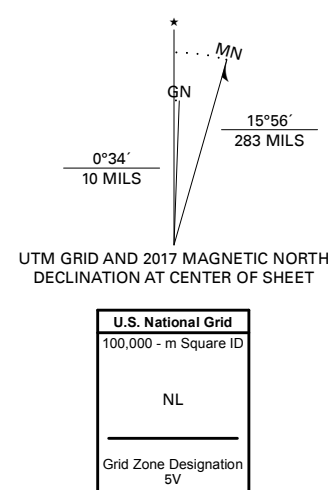 ★
MN
GN
15°56´
283 MILS
0°34´
10 MILS
UTM GRID AND 2017 MAGNETIC NORTH
DECLINATION AT CENTER OF SHEET
U.S. National Grid
100,000 - m Square ID
NL
Grid Zone Designation
5V